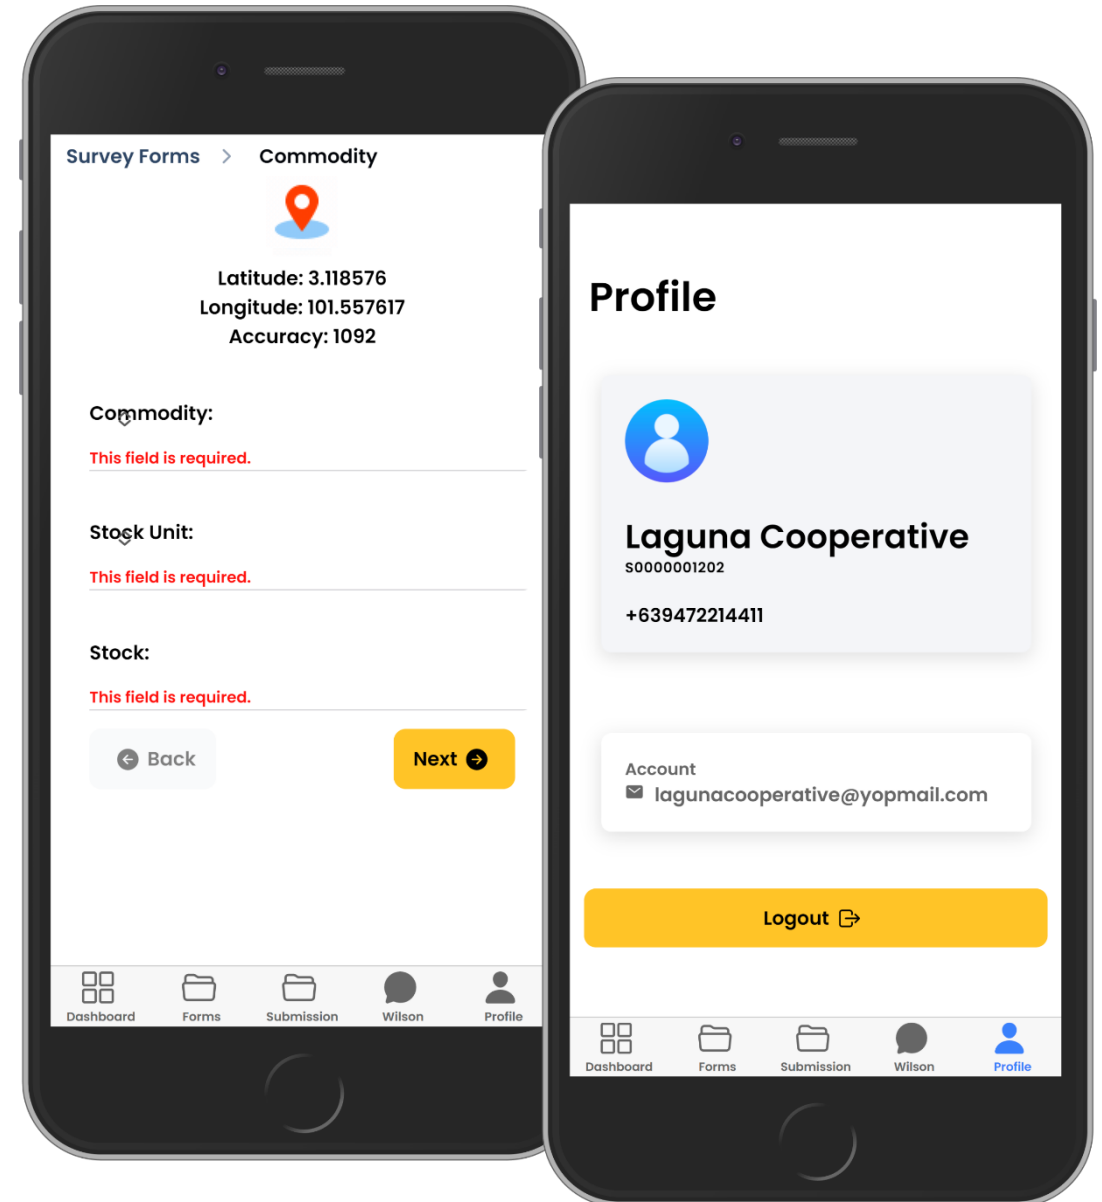 Survey Forms > Commodity
Latitude: 3.118576
Longitude: 101.557617
Accuracy: 1092
Commodity:
This field is required.
Stock Unit:
This field is required.
Stock:
This field is required.
Back
Next
Dashboard Forms Submission Wilson Profile
Profile
Laguna Cooperative
S0000001202
+639472214411
Account
lagunacooperative@yopmail.com
Logout
Dashboard Forms Submission Wilson Profile